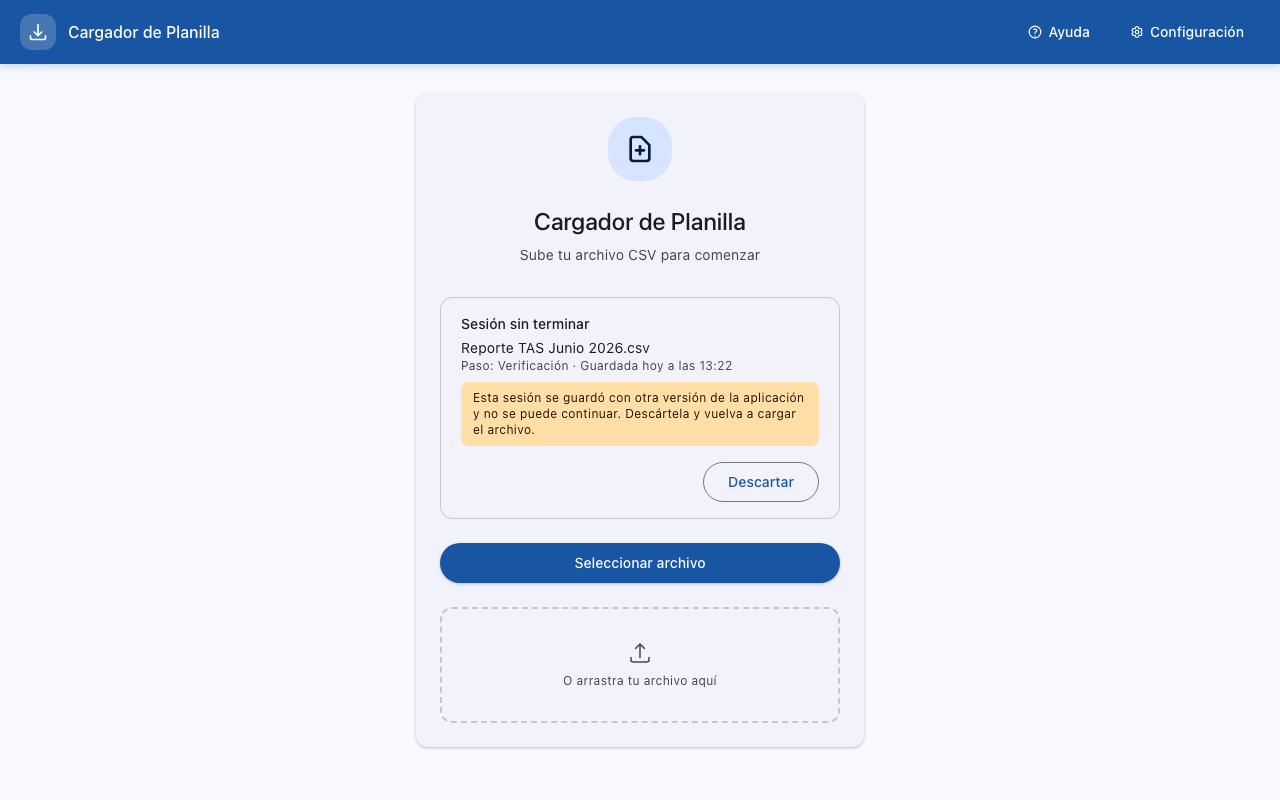 Cargador de Planilla
Ayuda
Configuración
Cargador de Planilla
Sube tu archivo CSV para comenzar
Sesión sin terminar
Reporte TAS Junio 2026.csv
Paso: Verificación · Guardada hoy a las 13:22
Esta sesión se guardó con otra versión de la aplicación
y no se puede continuar. Descártela y vuelva a cargar
el archivo.
Descartar
Seleccionar archivo
O arrastra tu archivo aquí